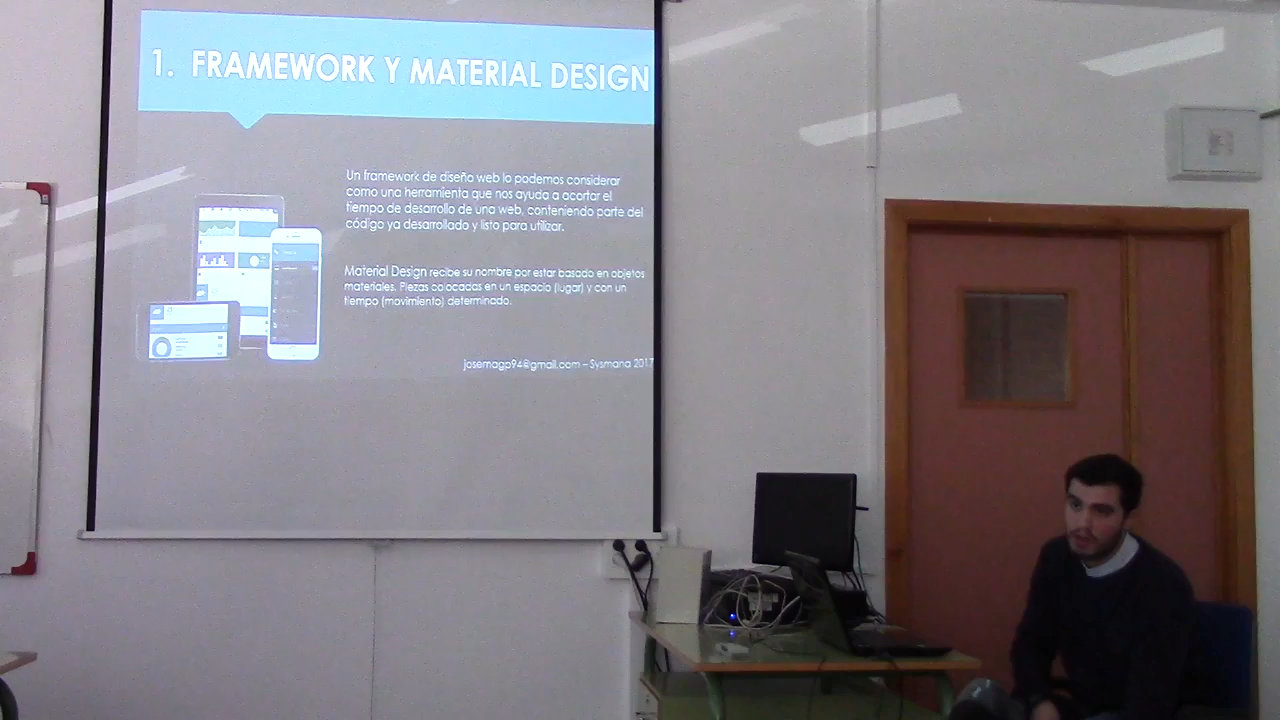 1. FRAMEWORK Y MATERIAL DESIGN
Un framework de diseño web lo podemos considerar
como una herramienta que nos ayuda a acortar el
tiempo de desarrollo de una web, conteniendo parte del
código ya desarrollado y listo para utilizar.
Material Design recibe su nombre por estar basado en objetos
materiales. Piezas colocadas en un espacio (lugar) y con un
tiempo (movimiento) determinado.
josemagp94@gmail.com – Sysmana 2017